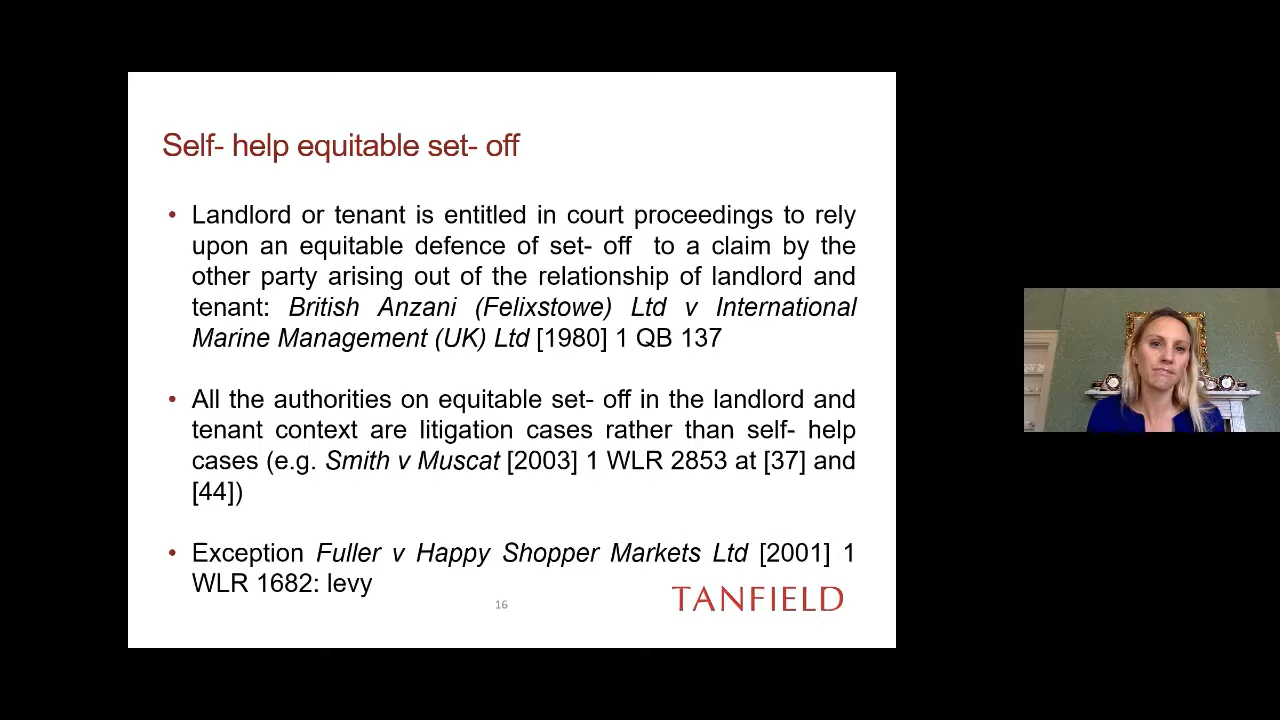 Self- help equitable set- off
• Landlord or tenant is entitled in court proceedings to rely
upon an equitable defence of set- off to a claim by the
other party arising out of the relationship of landlord and
tenant: British Anzani (Felixstowe) Ltd v International
Marine Management (UK) Ltd [1980] 1 QB 137
• All the authorities on equitable set- off in the landlord and
tenant context are litigation cases rather than self- help
cases (e.g. Smith v Muscat [2003] 1 WLR 2853 at [37] and
[44])
• Exception Fuller v Happy Shopper Markets Ltd [2001] 1
WLR 1682: levy
16
TANFIELD